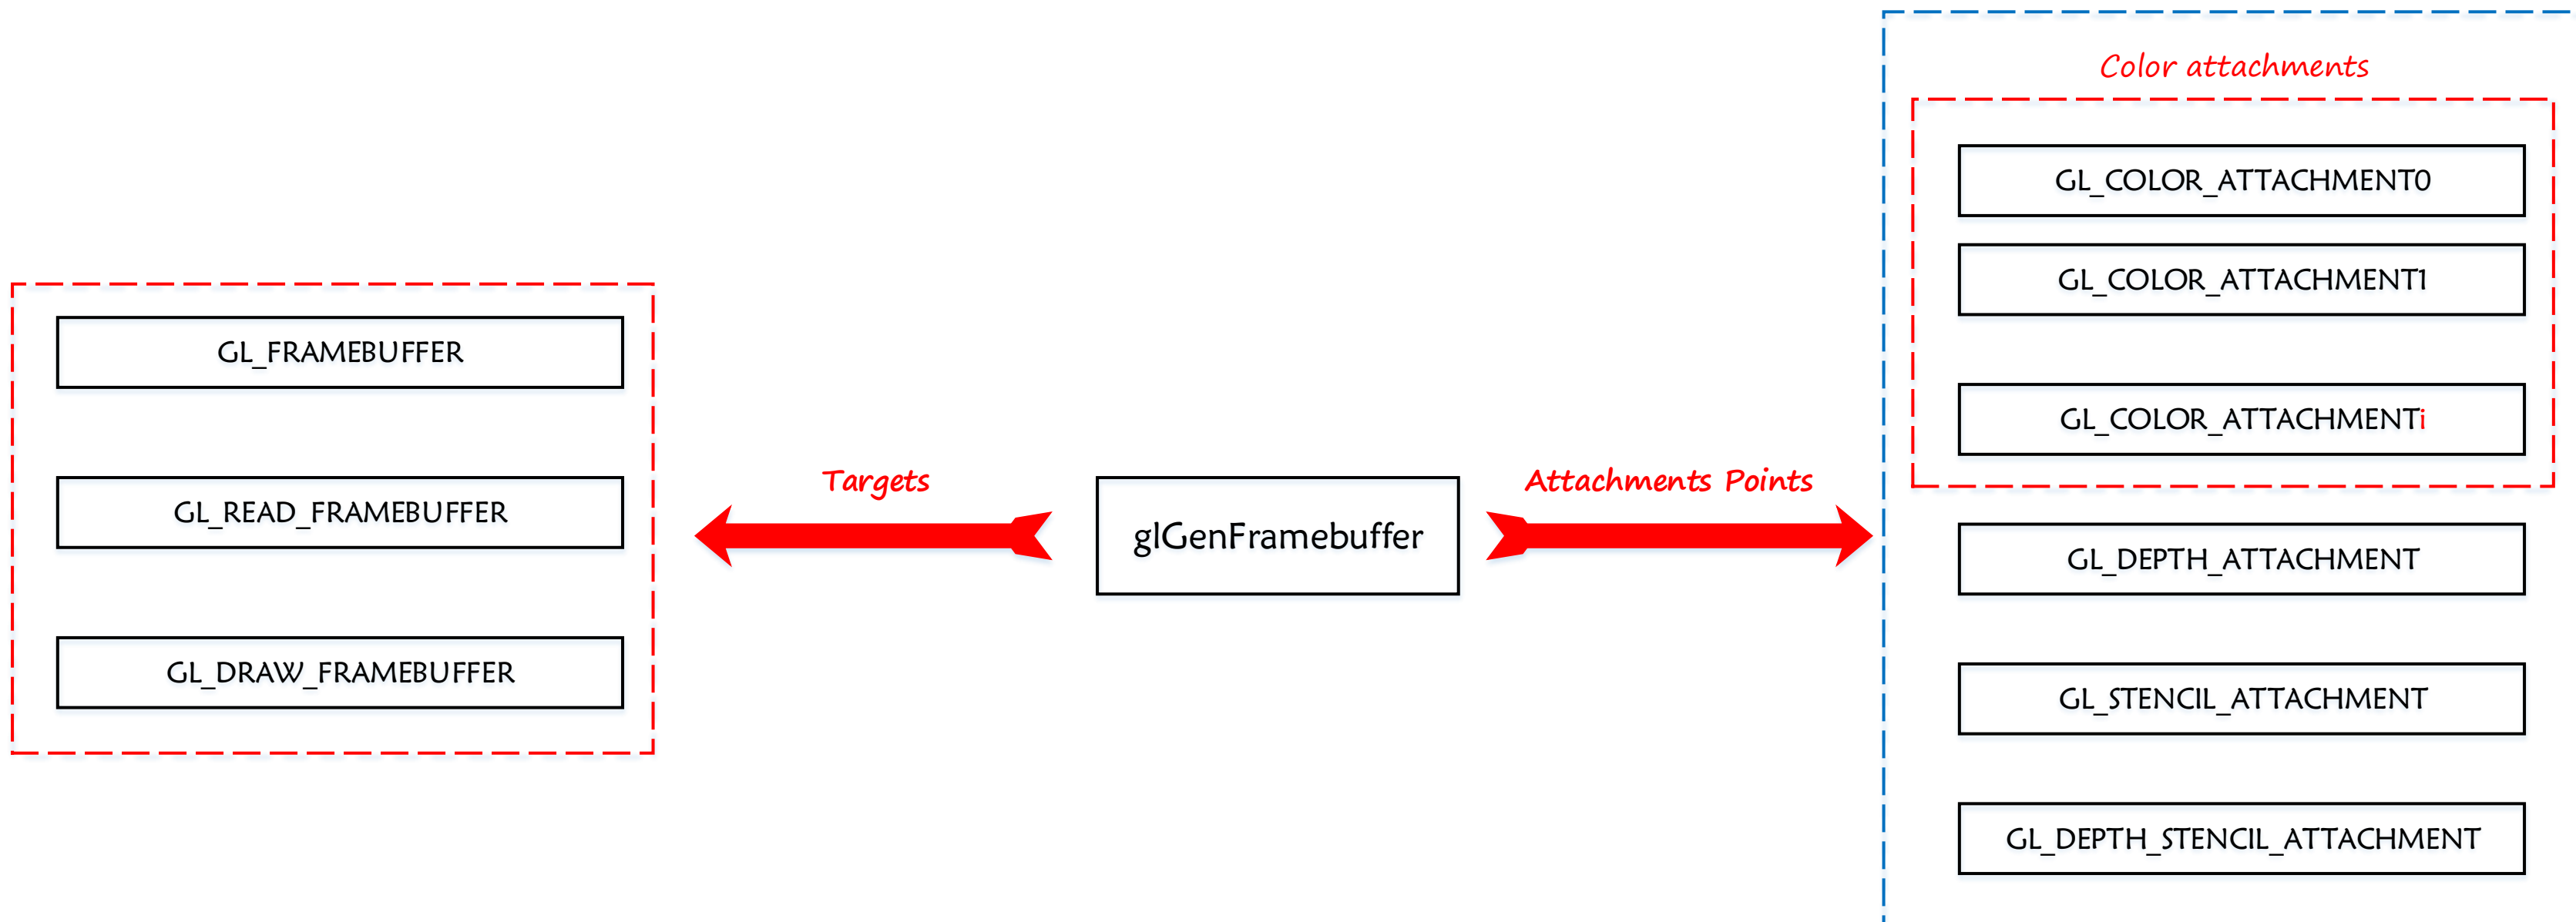 GL_FRAMEBUFFER
GL_READ_FRAMEBUFFER
GL_DRAW_FRAMEBUFFER
Targets
glGenFramebuffer
Attachments Points
Color attachments
GL_COLOR_ATTACHMENT0
GL_COLOR_ATTACHMENT1
GL_COLOR_ATTACHMENTi
GL_DEPTH_ATTACHMENT
GL_STENCIL_ATTACHMENT
GL_DEPTH_STENCIL_ATTACHMENT